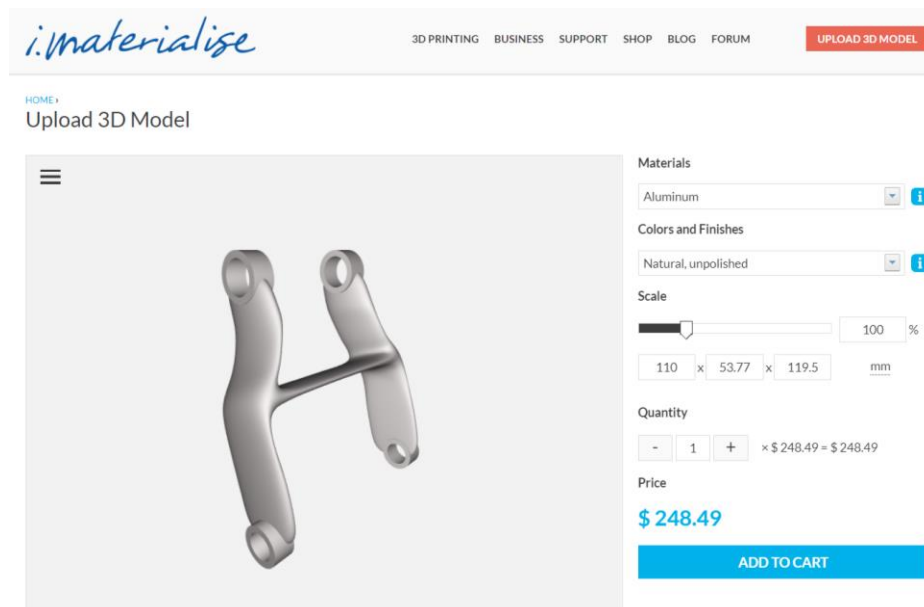 i.materialise
3D PRINTING BUSINESS SUPPORT SHOP BLOG FORUM UPLOAD 3D MODEL
HOME ›
Upload 3D Model
Materials
Aluminum
i
Colors and Finishes
Natural, unpolished
i
Scale
100 %
110 x 53.77 x 119.5 mm
Quantity
- 1 + × $ 248.49 = $ 248.49
Price
$ 248.49
ADD TO CART